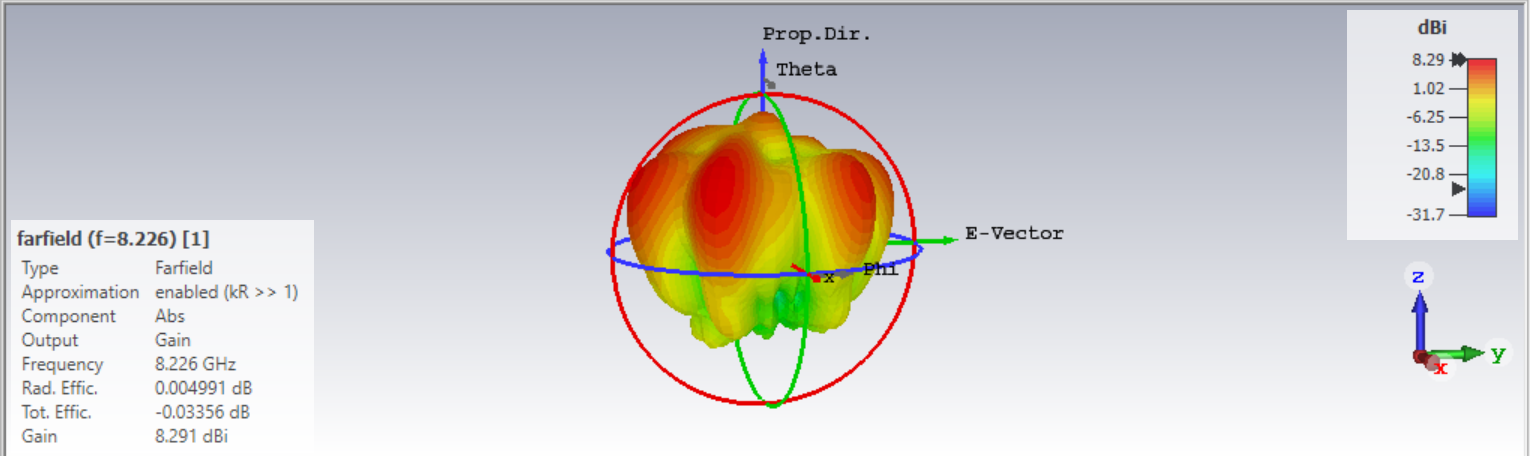 Prop.Dir.
Theta
E-Vector
Phi
x
dBi
8.29
1.02
-6.25
-13.5
-20.8
-31.7
farfield (f=8.226) [1]
Type Farfield
Approximation enabled (kR >> 1)
Component Abs
Output Gain
Frequency 8.226 GHz
Rad. Effic. 0.004991 dB
Tot. Effic. -0.03356 dB
Gain 8.291 dBi
z
y
x